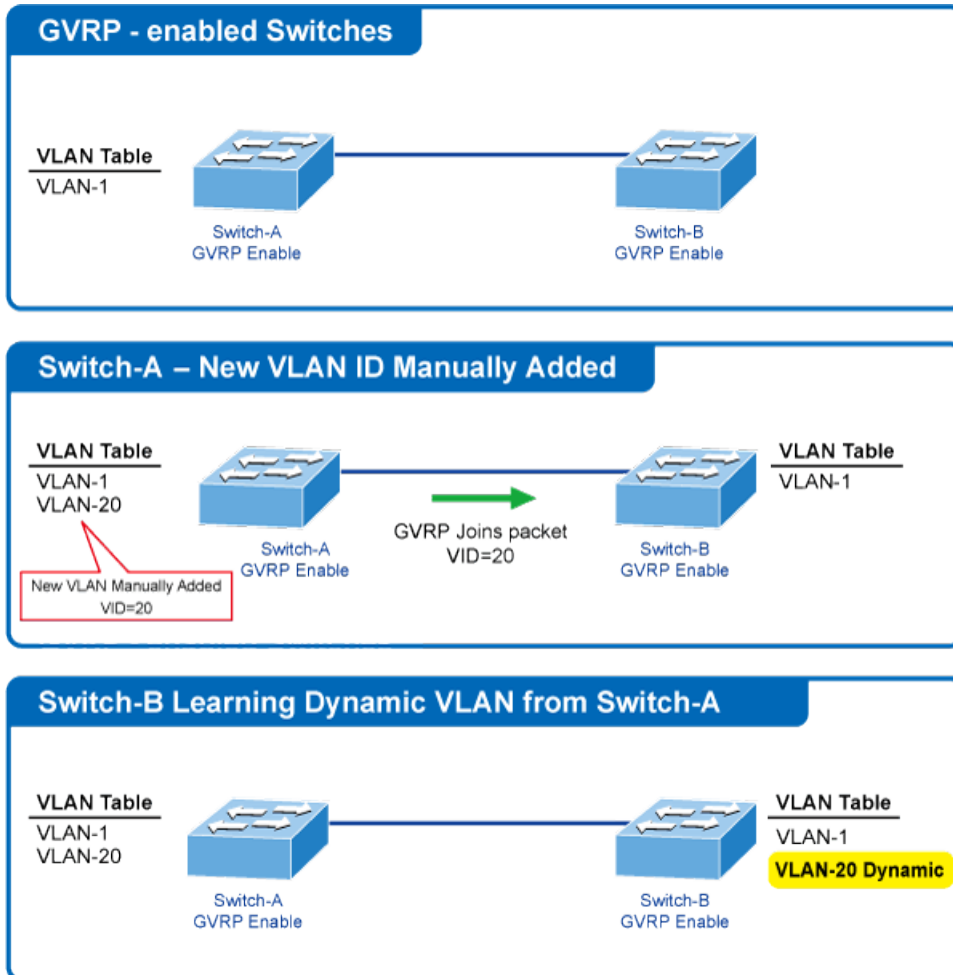 GVRP - enabled Switches
VLAN Table
VLAN-1
Switch-A
GVRP Enable
Switch-B
GVRP Enable
Switch-A – New VLAN ID Manually Added
VLAN Table
VLAN-1
VLAN-20
New VLAN Manually Added
VID=20
Switch-A
GVRP Enable
GVRP Joins packet
VID=20
Switch-B
GVRP Enable
VLAN Table
VLAN-1
Switch-B Learning Dynamic VLAN from Switch-A
VLAN Table
VLAN-1
VLAN-20
Switch-A
GVRP Enable
Switch-B
GVRP Enable
VLAN Table
VLAN-1
VLAN-20 Dynamic